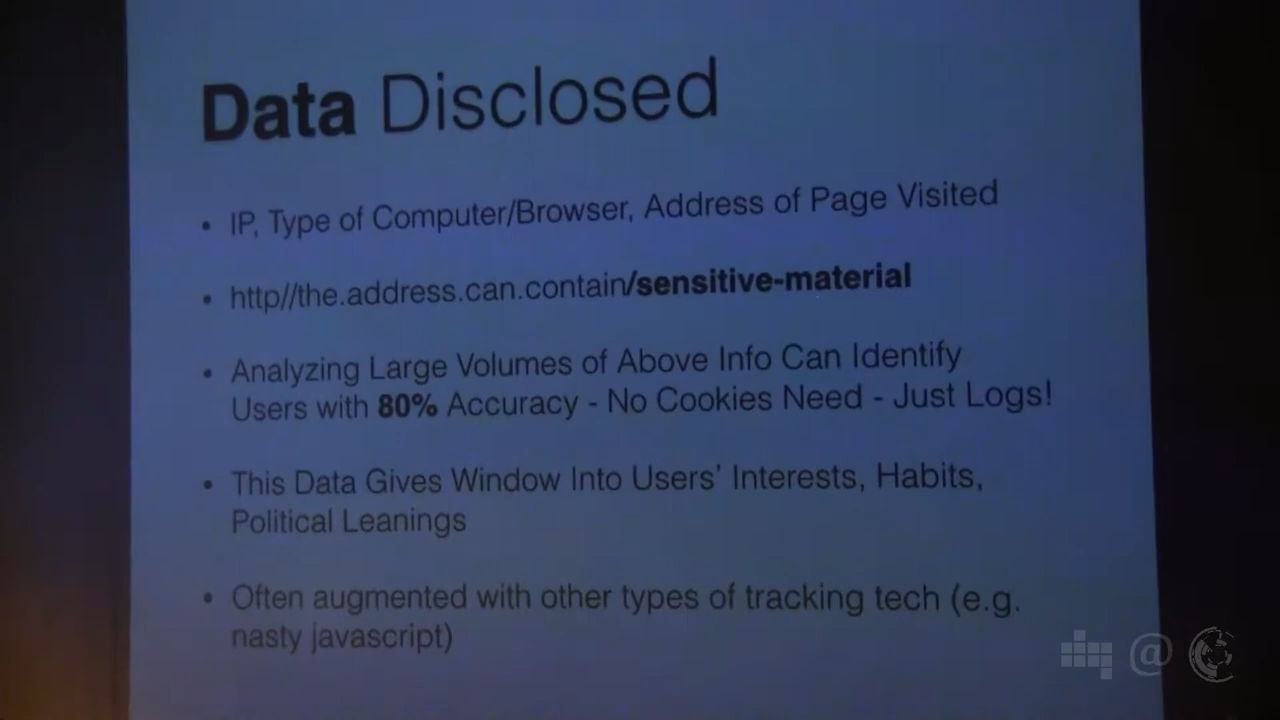 Data Disclosed
• IP, Type of Computer/Browser, Address of Page Visited
• http//the.address.can.contain/sensitive-material
• Analyzing Large Volumes of Above Info Can Identify
Users with 80% Accuracy - No Cookies Need - Just Logs!
• This Data Gives Window Into Users' Interests, Habits,
Political Leanings
• Often augmented with other types of tracking tech (e.g.
nasty javascript)
@